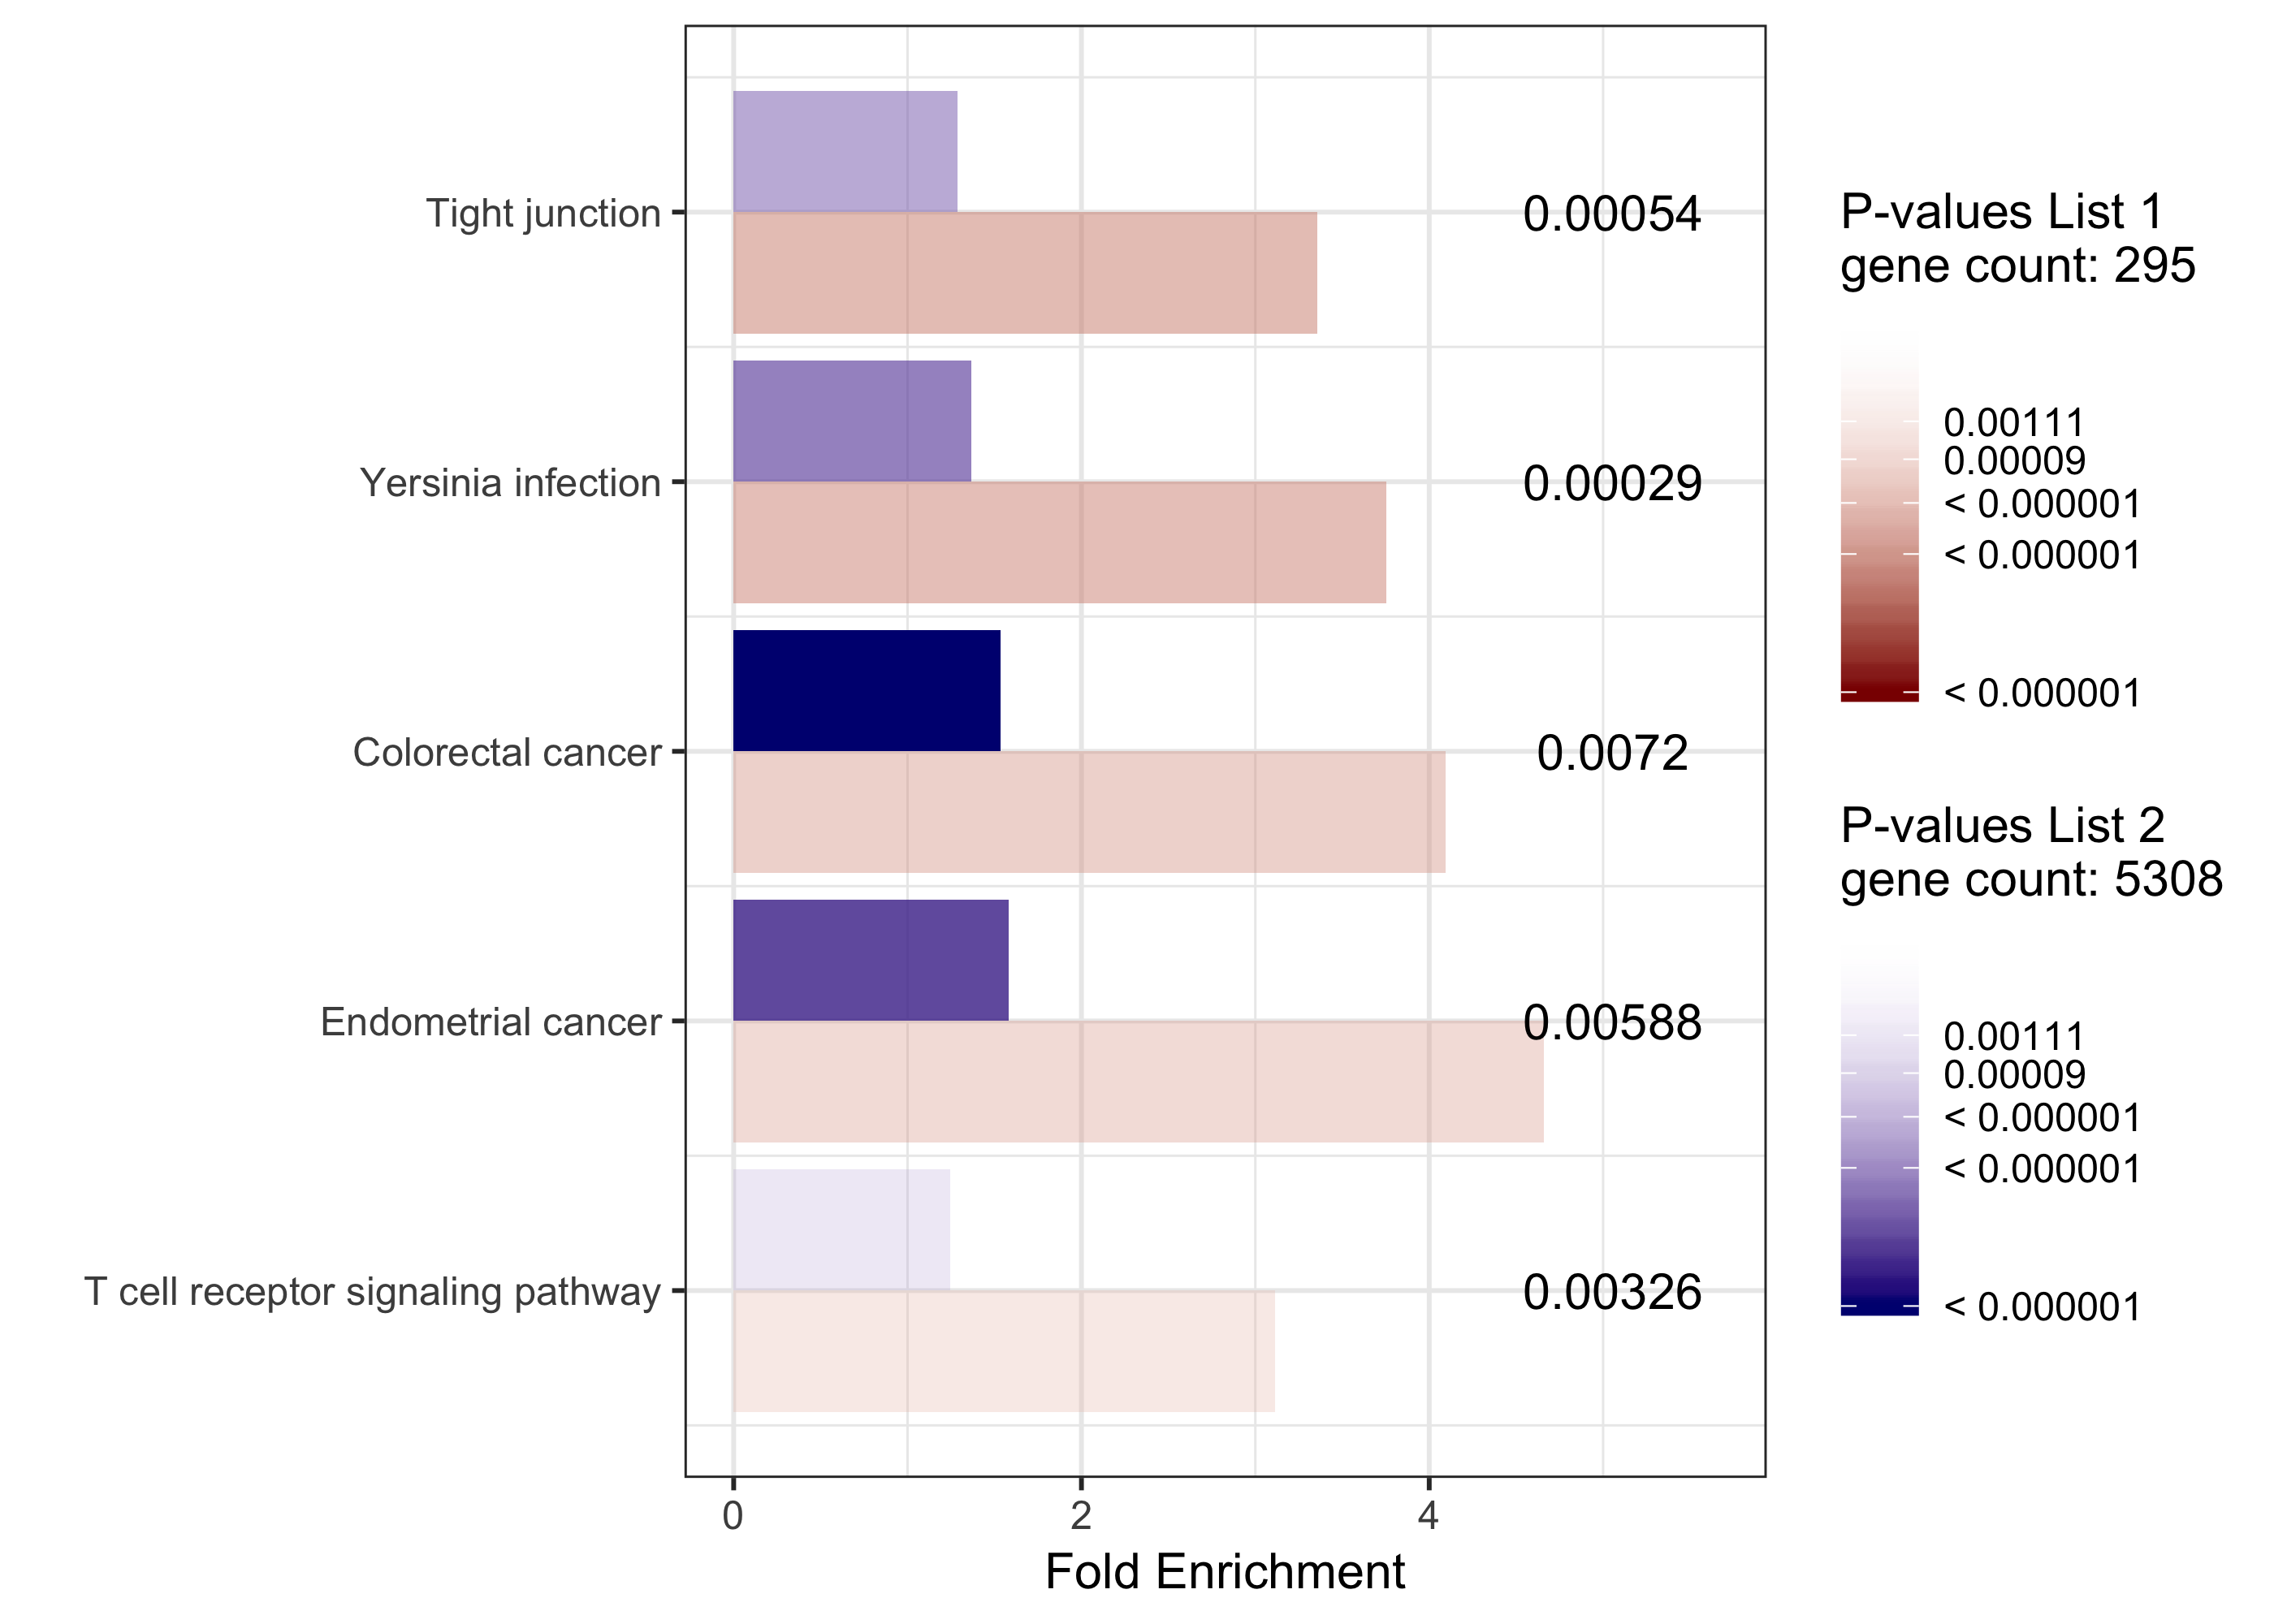 Tight junction
0.00054
Yersinia infection
0.00029
Colorectal cancer
0.0072
Endometrial cancer
0.00588
T cell receptor signaling pathway
0.00326
0
2
4
Fold Enrichment
P-values List 1
gene count: 295
0.00111
0.00009
< 0.000001
< 0.000001
< 0.000001
P-values List 2
gene count: 5308
0.00111
0.00009
< 0.000001
< 0.000001
< 0.000001